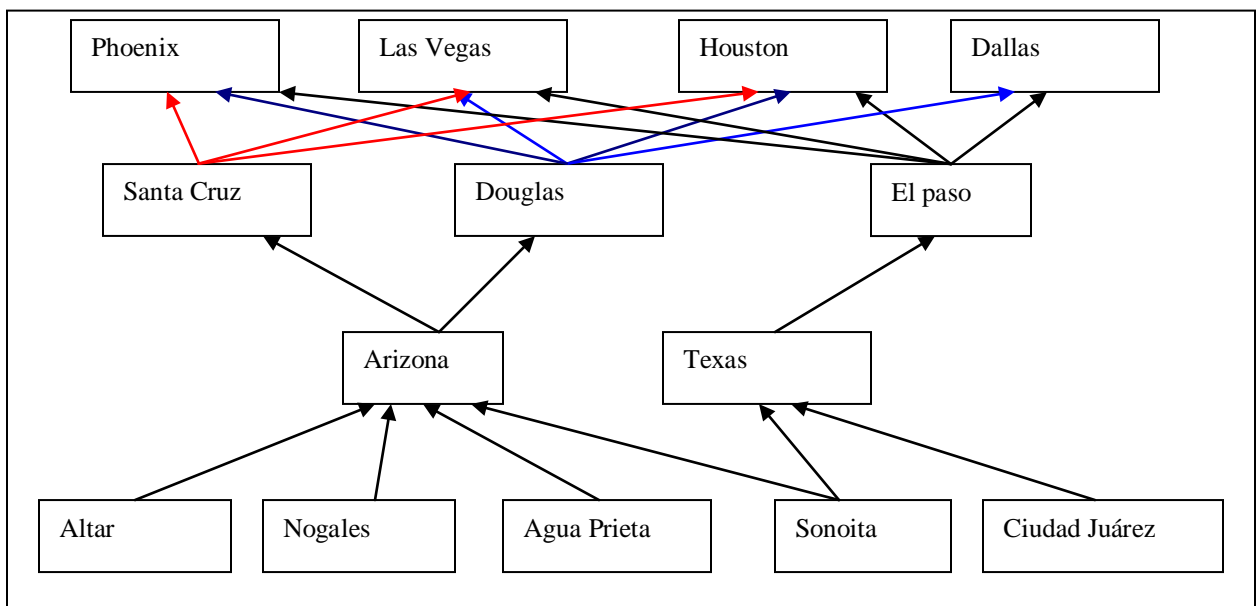 Phoenix
Las Vegas
Houston
Dallas
Santa Cruz
Douglas
El paso
Arizona
Texas
Altar
Nogales
Agua Prieta
Sonoita
Ciudad Juárez